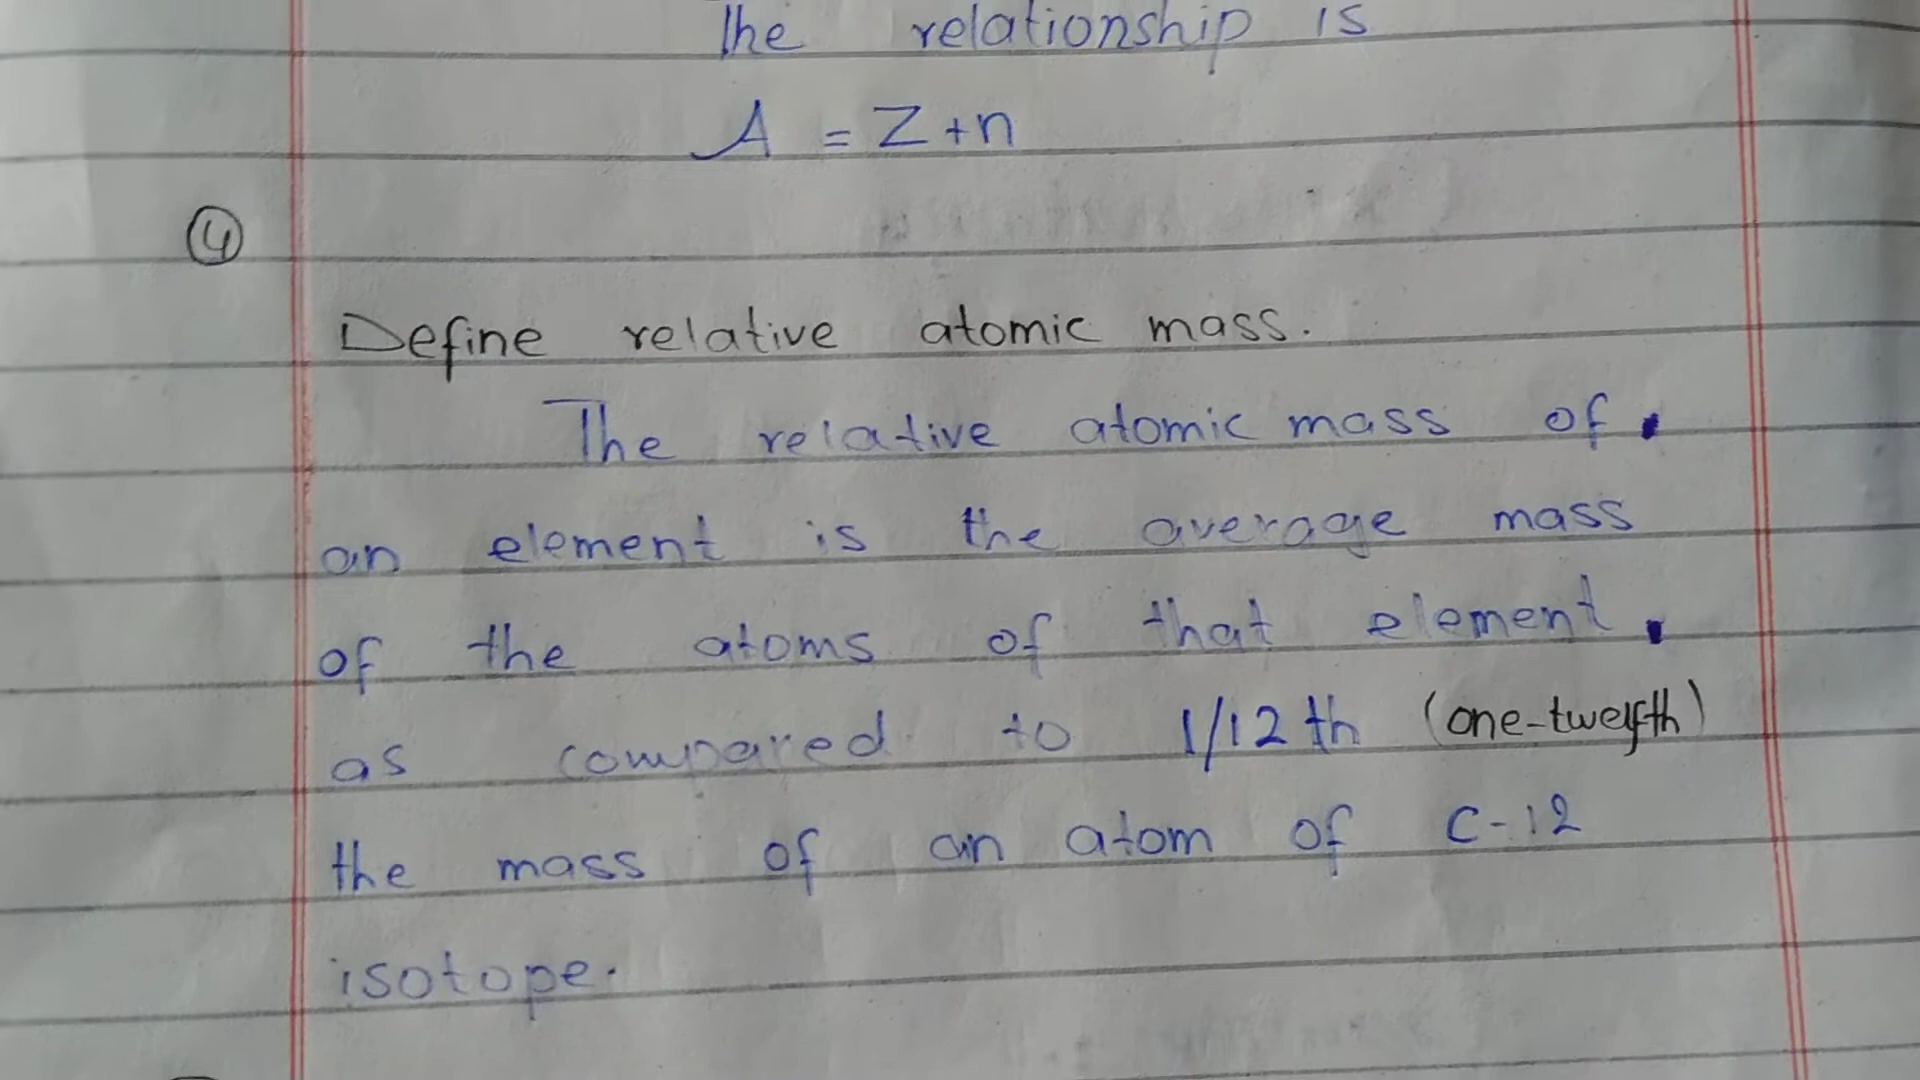 The relationship is
A = Z+n
4
Define relative atomic mass.
The relative atomic mass of
an element is the average mass
of the atoms of that element
as compared to 1/12th (one-twelfth)
the mass of an atom of C-12
isotope.